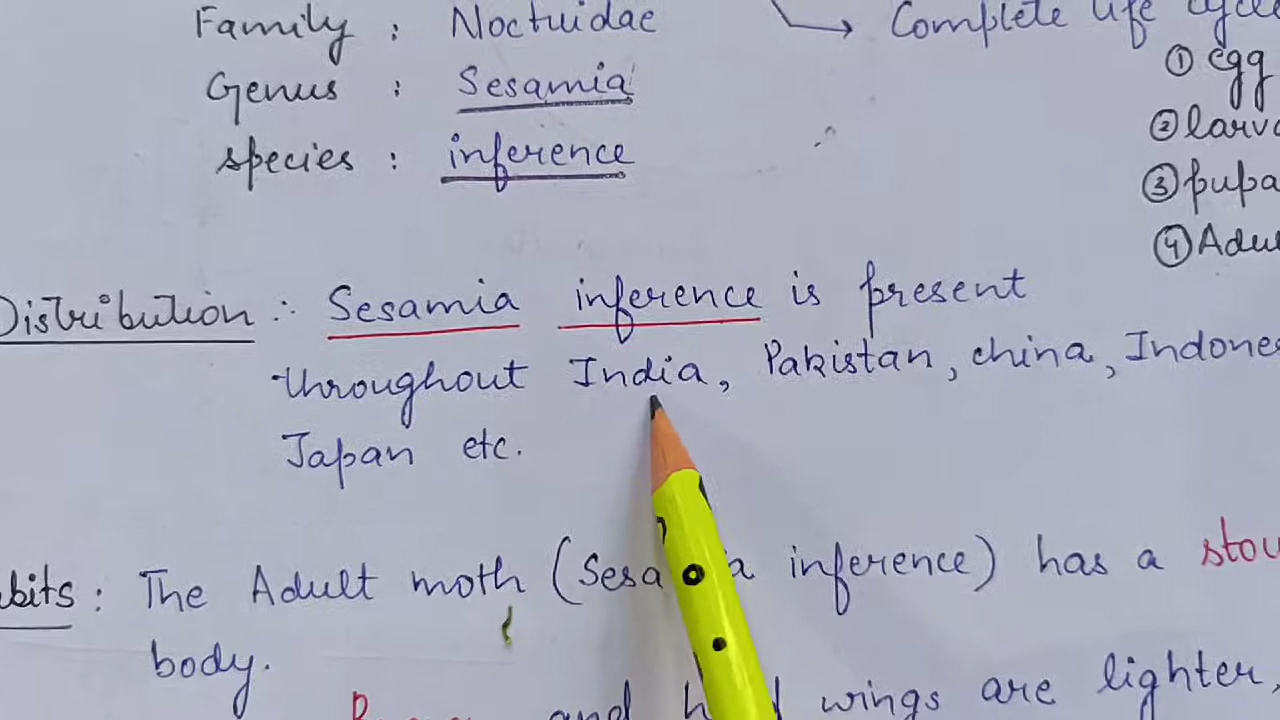 Family : Noctuidae
Genus : Sesamia
species : inference
Complete life cycle
① egg
② larva
③ pupa
④ Adu
Distribution :- Sesamia inference is present
throughout India, Pakistan, china, Indones
Japan etc.
bits : The Adult moth (Sesa a inference) has a stou
body.
and h d wings are lighter,